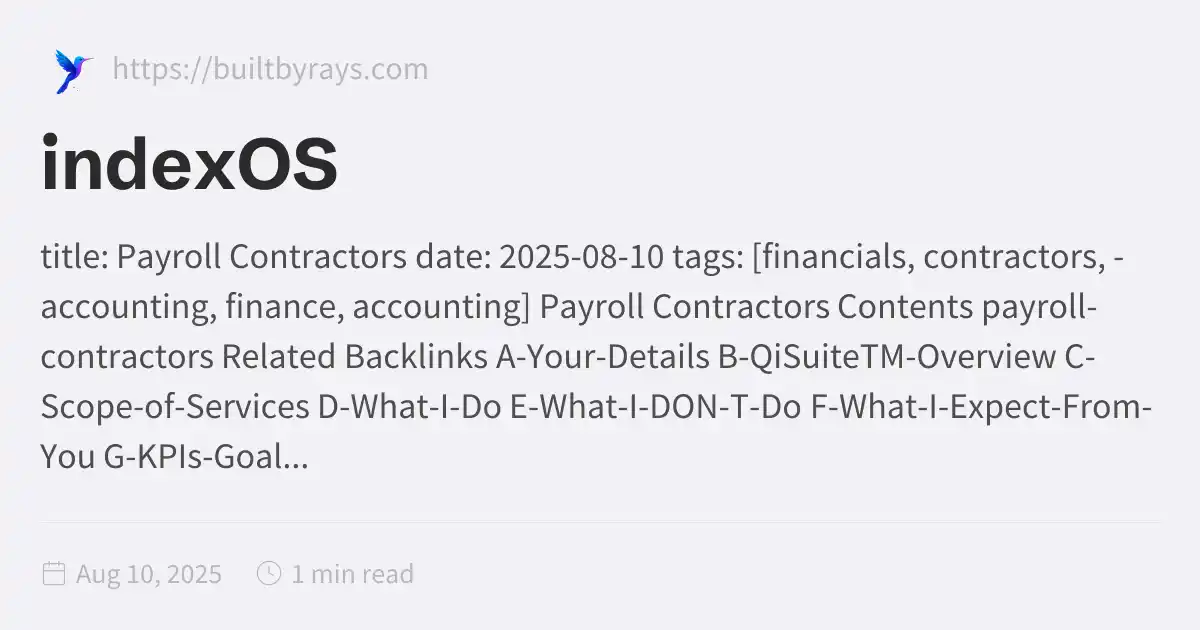 https://builtbyrays.com
indexOS
title: Payroll Contractors date: 2025-08-10 tags: [financials, contractors, -
accounting, finance, accounting] Payroll Contractors Contents payroll-
contractors Related Backlinks A-Your-Details B-QiSuiteTM-Overview C-
Scope-of-Services D-What-I-Do E-What-I-DON-T-Do F-What-I-Expect-From-
You G-KPIs-Goal...
Aug 10, 2025 1 min read